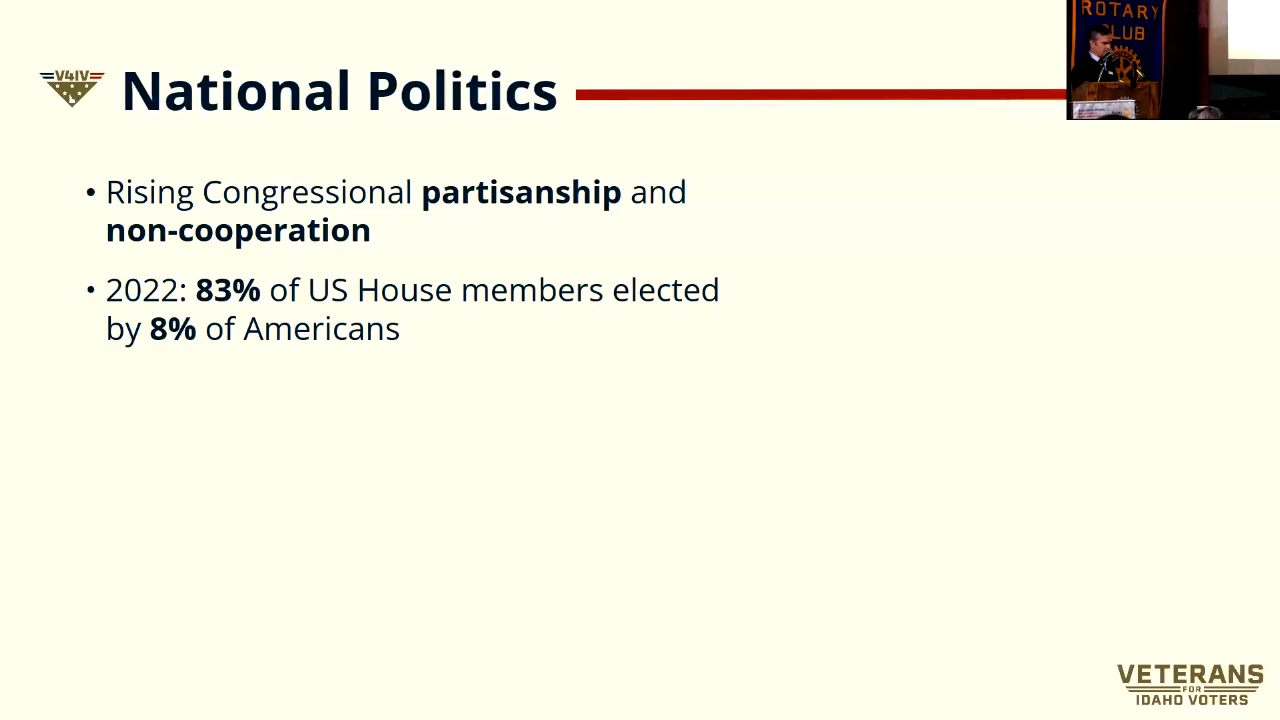 V4IV
National Politics
ROTARY
CLUB
• Rising Congressional partisanship and
non-cooperation
• 2022: 83% of US House members elected
by 8% of Americans
VETERANS
FOR
IDAHO VOTERS